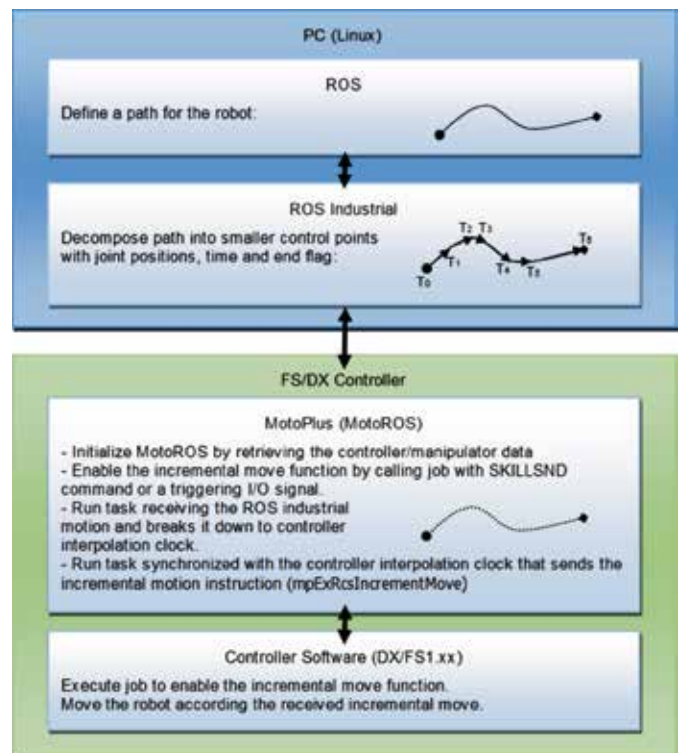 PC (Linux)
ROS
Define a path for the robot:
ROS Industrial
Decompose path into smaller control points
with joint positions, time and end flag:
T0
T1
T2
T3
T4
T5
T6
FS/DX Controller
MotoPlus (MotoROS)
- Initialize MotoROS by retrieving the controller/manipulator data
- Enable the incremental move function by calling job with SKILLSND
command or a triggering I/O signal.
- Run task receiving the ROS industrial
motion and breaks it down to controller
interpolation clock.
- Run task synchronized with the controller interpolation clock that sends the
incremental motion instruction (mpExRcsIncrementMove)
Controller Software (DX/FS1.xx)
Execute job to enable the incremental move function.
Move the robot according the received incremental move.